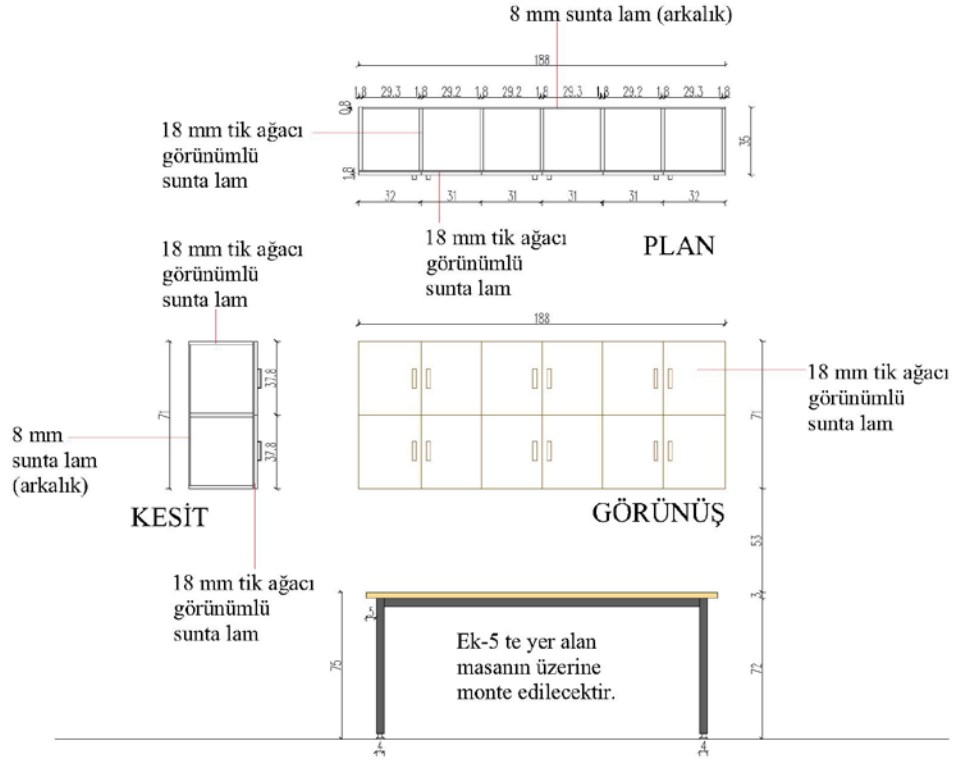 8 mm sunta lam (arkalık)
188
1.8 29.3 1.8 29.2 1.8 29.2 1.8 29.3 1.8 29.2 1.8 29.3 1.8
0.8
18 mm tik ağacı
görünümlü
sunta lam
35
1.8
32 31 31 31 31 32
18 mm tik ağacı
görünümlü
sunta lam
PLAN
18 mm tik ağacı
görünümlü
sunta lam
188
71
37.8
37.8
8 mm
sunta lam
(arkalık)
KESİT
18 mm tik ağacı
görünümlü
sunta lam
71
18 mm tik ağacı
görünümlü
sunta lam
GÖRÜNÜŞ
53
3
5
75
Ek-5 te yer alan
masanın üzerine
monte edilecektir.
72
4 4